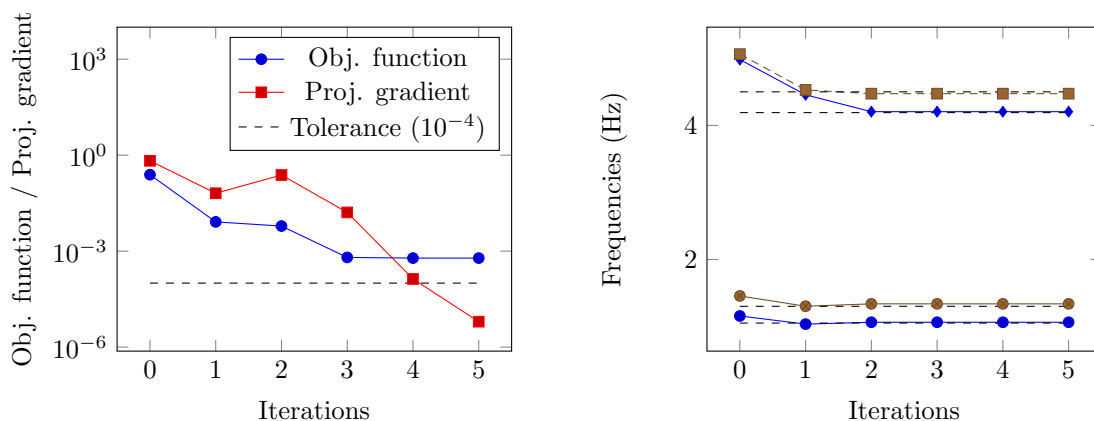 Obj. function / Proj. gradient
10^3
10^0
10^−3
10^−6
Obj. function
Proj. gradient
Tolerance (10^−4)
0 1 2 3 4 5
Iterations
Frequencies (Hz)
4
2
0 1 2 3 4 5
Iterations